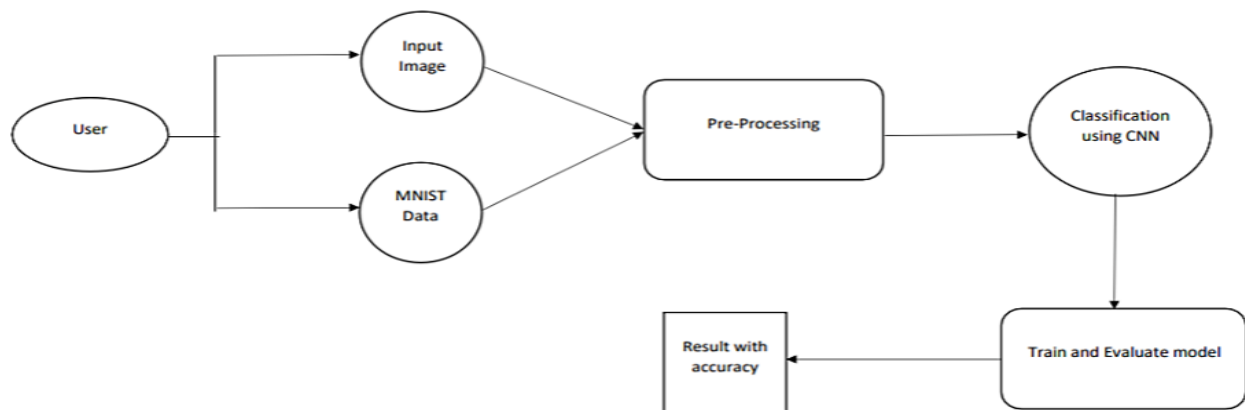 Input
Image
User
Pre-Processing
Classification
using CNN
MNIST
Data
Result with
accuracy
Train and Evaluate model